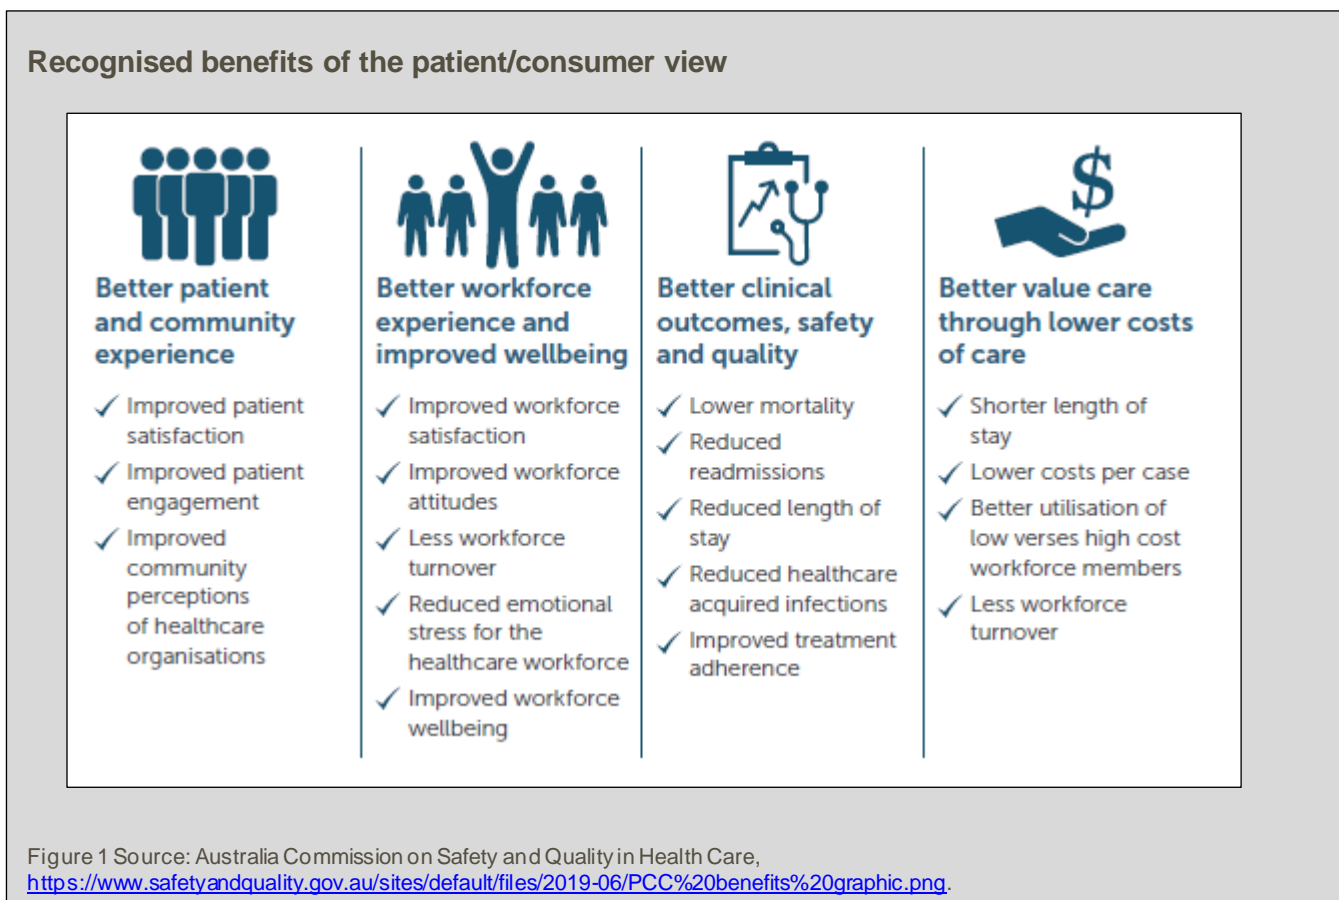 Recognised benefits of the patient/consumer view
$
Better patient
and community
experience
✓ Improved patient
satisfaction
✓ Improved patient
engagement
✓ Improved
community
perceptions
of healthcare
organisations
Better workforce
experience and
improved wellbeing
✓ Improved workforce
satisfaction
✓ Improved workforce
attitudes
✓ Less workforce
turnover
✓ Reduced emotional
stress for the
healthcare workforce
✓ Improved workforce
wellbeing
Better clinical
outcomes, safety
and quality
✓ Lower mortality
✓ Reduced
readmissions
✓ Reduced length of
stay
✓ Reduced healthcare
acquired infections
✓ Improved treatment
adherence
Better value care
through lower costs
of care
✓ Shorter length of
stay
✓ Lower costs per case
✓ Better utilisation of
low verses high cost
workforce members
✓ Less workforce
turnover
Figure 1 Source: Australia Commission on Safety and Quality in Health Care,
https://www.safetyandquality.gov.au/sites/default/files/2019-06/PCC%20benefits%20graphic.png.